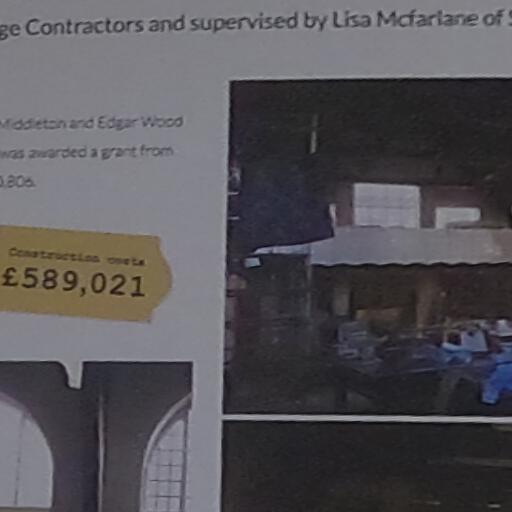 ge Contractors and supervised by Lisa Mcfarlane of S
Middleton and Edgar Wood
was awarded a grant from
0,806.
Construction costs
£589,021